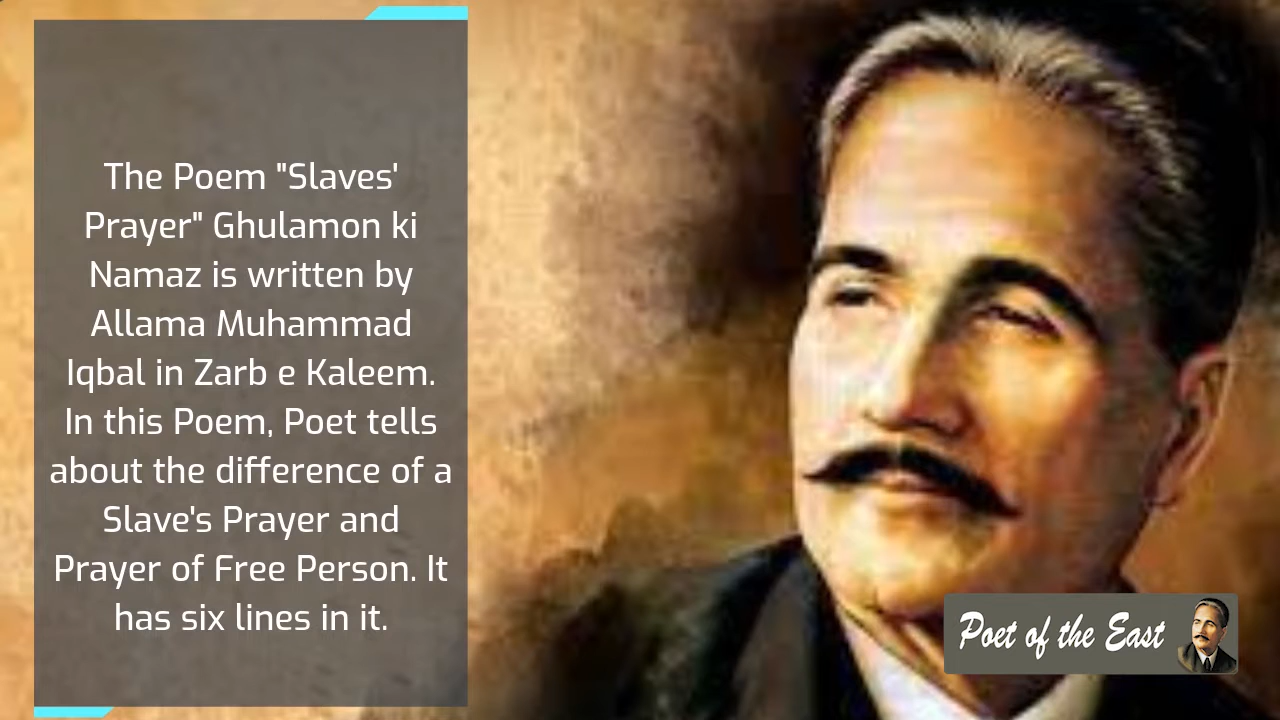 The Poem "Slaves'
Prayer" Ghulamon ki
Namaz is written by
Allama Muhammad
Iqbal in Zarb e Kaleem.
In this Poem, Poet tells
about the difference of a
Slave's Prayer and
Prayer of Free Person. It
has six lines in it.
Poet of the East